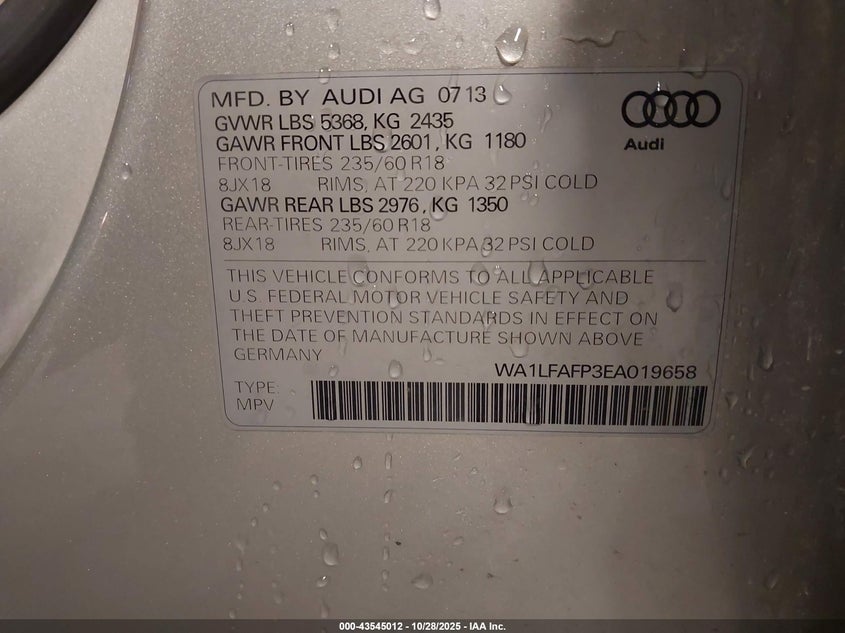 MFD. BY AUDI AG 07 13
GVWR LBS 5368, KG 2435
GAWR FRONT LBS 2601, KG 1180
FRONT-TIRES 235/60 R18
8JX18 RIMS, AT 220 KPA 32 PSI COLD
GAWR REAR LBS 2976, KG 1350
REAR-TIRES 235/60 R18
8JX18 RIMS, AT 220 KPA 32 PSI COLD
Audi
THIS VEHICLE CONFORMS TO ALL APPLICABLE
U.S. FEDERAL MOTOR VEHICLE SAFETY AND
THEFT PREVENTION STANDARDS IN EFFECT ON
THE DATE OF MANUFACTURE SHOWN ABOVE
GERMANY
WA1LFAFP3EA019658
TYPE:
MPV
000-43545012 - 10/28/2025 - IAA Inc.